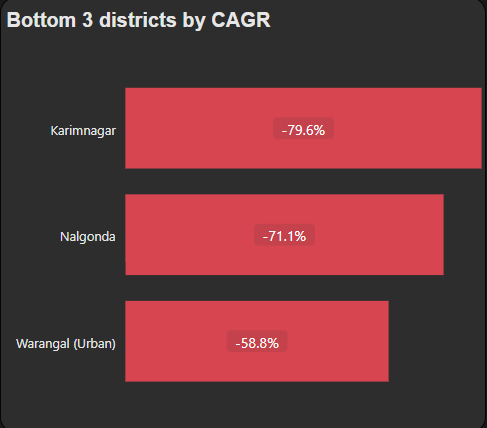 Bottom 3 districts by CAGR
Karimnagar
-79.6%
Nalgonda
-71.1%
Warangal (Urban)
-58.8%